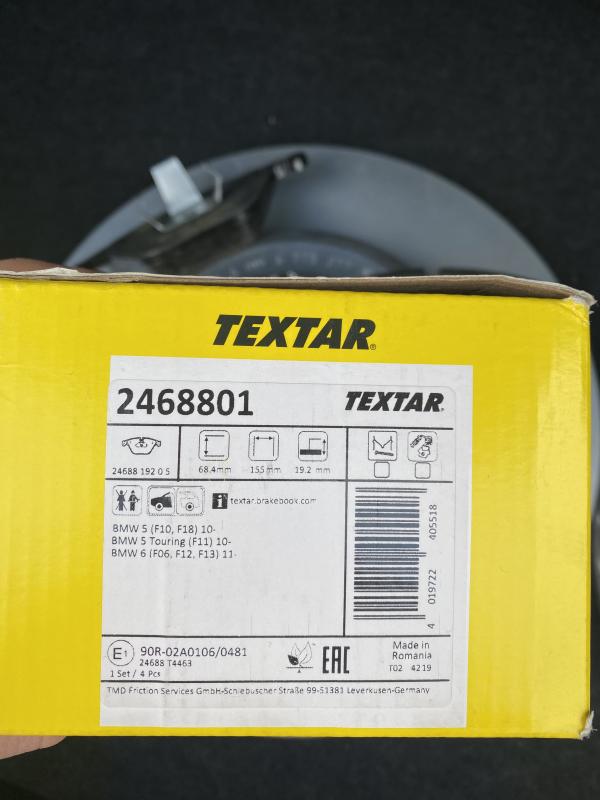 TEXTAR®
2468801 TEXTAR®
24688 192 0 5 68.4mm 155 mm 19.2 mm
i textar.brakebook.com
BMW 5 (F10, F18) 10-
BMW 5 Touring (F11) 10-
BMW 6 (F06, F12, F13) 11-
4 019722 405518
E1 90R-02A0106/0481
24688 T4463
1 Set / 4 Pcs
EAC
Made in
Romania
T02 4219
TMD Friction Services GmbH-Schlebuscher Straße 99-51381 Leverkusen-Germany